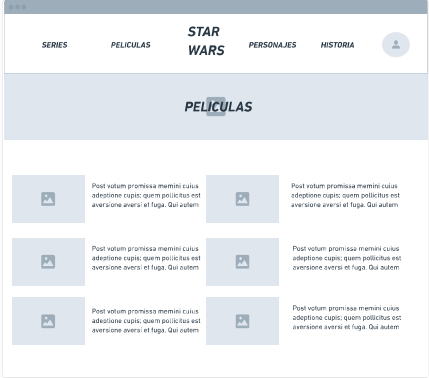 SERIES
PELICULAS
STAR
WARS
PERSONAJES
HISTORIA
PELICULAS
Post votum promissa memini cuius
adeptione cupis; quem pollicitus est
aversione aversi et fuga. Qui autem
Post votum promissa memini cuius
adeptione cupis; quem pollicitus est
aversione aversi et fuga. Qui autem
Post votum promissa memini cuius
adeptione cupis; quem pollicitus est
aversione aversi et fuga. Qui autem
Post votum promissa memini cuius
adeptione cupis; quem pollicitus est
aversione aversi et fuga. Qui autem
Post votum promissa memini cuius
adeptione cupis; quem pollicitus est
aversione aversi et fuga. Qui autem
Post votum promissa memini cuius
adeptione cupis; quem pollicitus est
aversione aversi et fuga. Qui autem